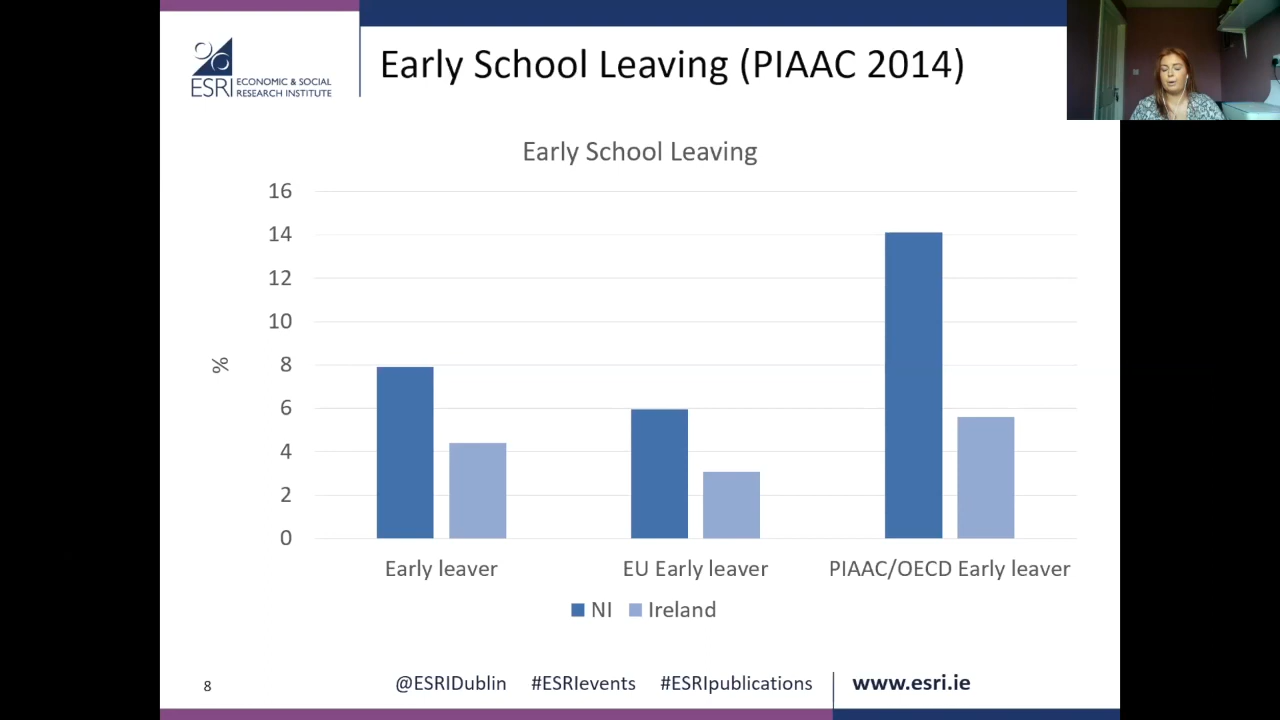 ESRI
ECONOMIC & SOCIAL
RESEARCH INSTITUTE
Early School Leaving (PIAAC 2014)
Early School Leaving
16
14
12
10
8
6
4
2
0
%
Early leaver
EU Early leaver
PIAAC/OECD Early leaver
NI
Ireland
8
@ESRIDublin #ESRIevents #ESRIpublications www.esri.ie